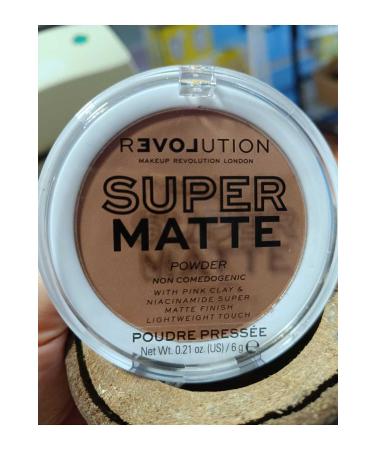 REVOLUTION
MAKEUP REVOLUTION LONDON
SUPER
MATTE
POWDER
NON COMEDOGENIC
WITH PINK CLAY &
NIACINAMIDE SUPER
MATTE FINISH
LIGHTWEIGHT TOUCH
POUDRE PRESSÉE
Net Wt. 0.21 oz. (US) / 6 g ℮